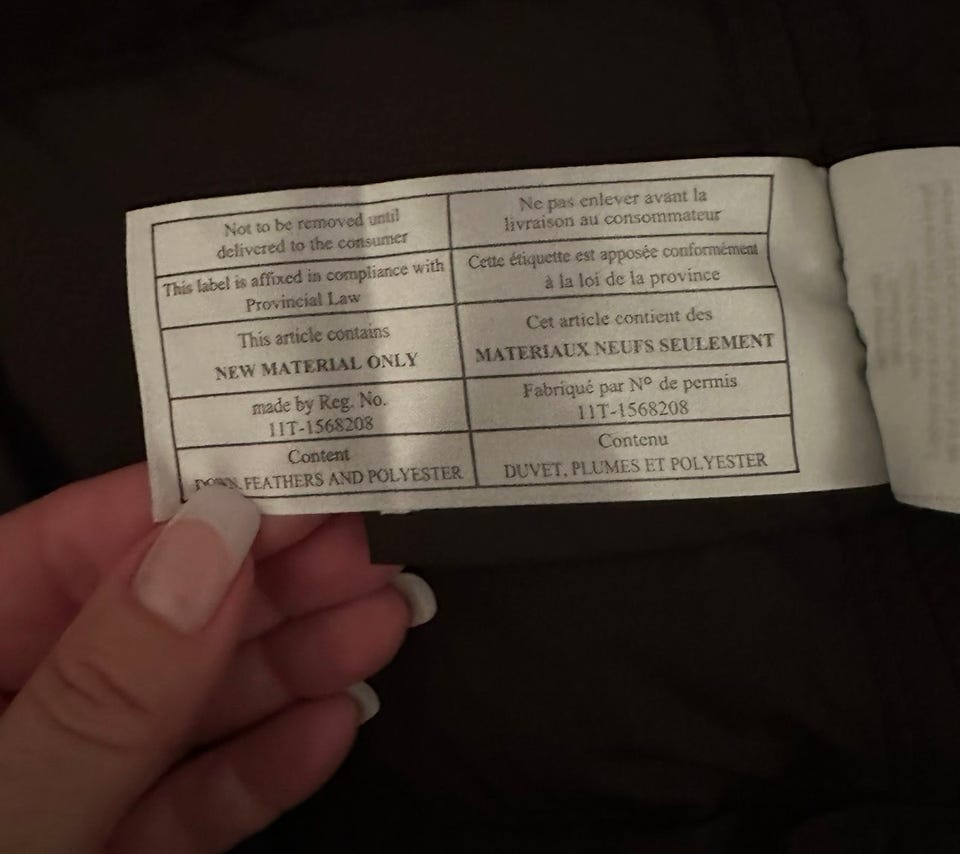 Not to be removed until
delivered to the consumer
Ne pas enlever avant la
livraison au consommateur
This label is affixed in compliance with
Provincial Law
Cette étiquette est apposée conformément
à la loi de la province
This article contains
NEW MATERIAL ONLY
Cet article contient des
MATERIAUX NEUFS SEULEMENT
made by Reg. No.
11T-1568208
Fabriqué par Nº de permis
11T-1568208
Content
DOWN, FEATHERS AND POLYESTER
Contenu
DUVET, PLUMES ET POLYESTER